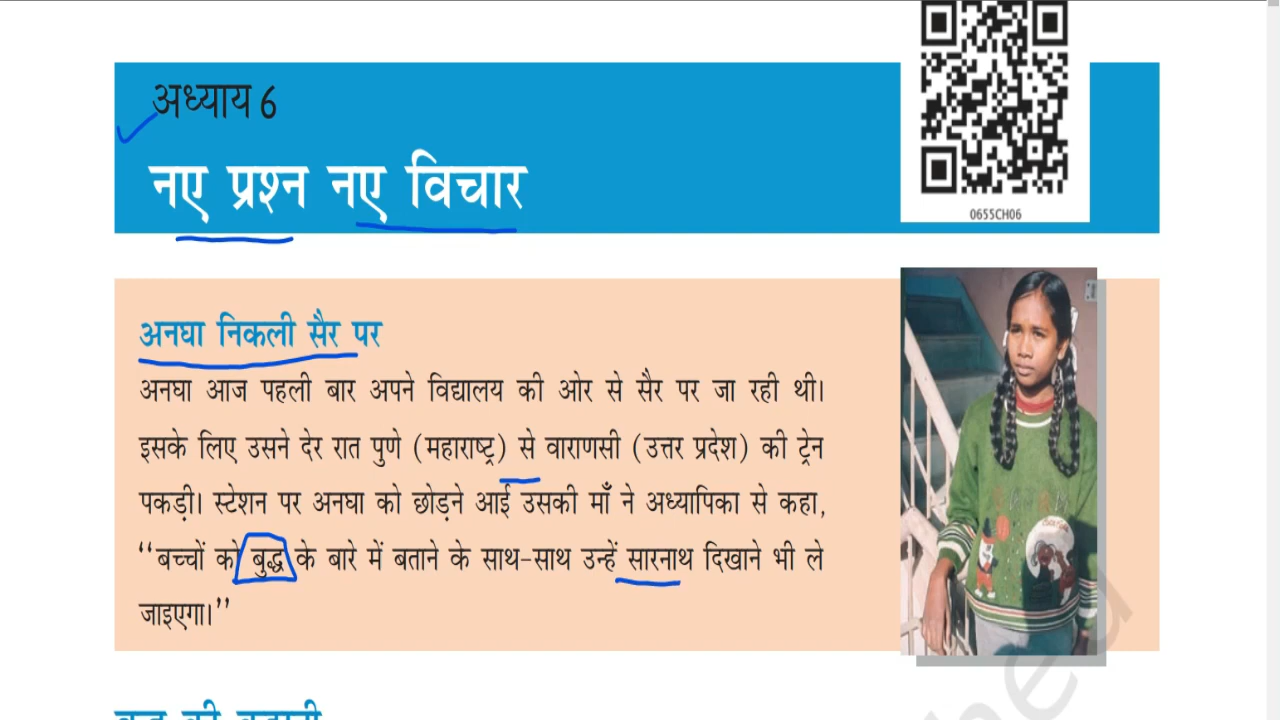 अध्याय 6
नए प्रश्न नए विचार
0655CH06
अनघा निकली सैर पर
अनघा आज पहली बार अपने विद्यालय की ओर से सैर पर जा रही थी।
इसके लिए उसने देर रात पुणे (महाराष्ट्र) से वाराणसी (उत्तर प्रदेश) की ट्रेन
पकड़ी। स्टेशन पर अनघा को छोड़ने आई उसकी माँ ने अध्यापिका से कहा,
‘‘बच्चों को बुद्ध के बारे में बताने के साथ-साथ उन्हें सारनाथ दिखाने भी ले
जाइएगा।’’